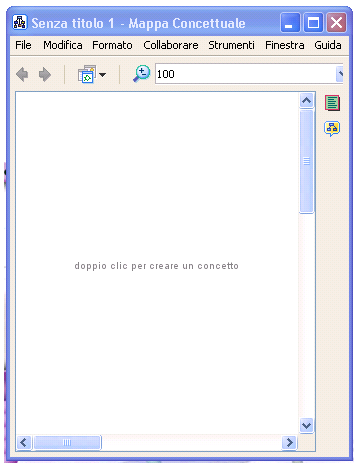 Senza titolo 1 - Mappa Concettuale
File Modifica Formato Collaborare Strumenti Finestra Guida
100
doppio clic per creare un concetto